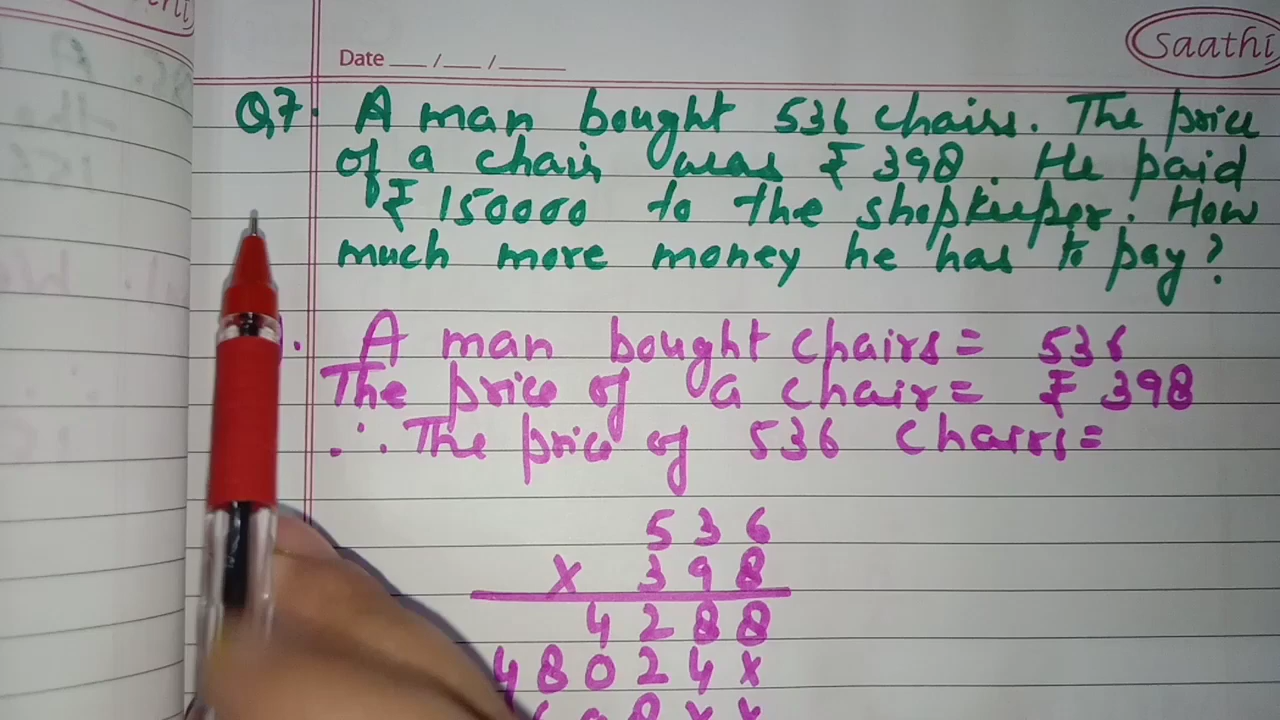 Saathi
Date ___/___/______
Q7. A man bought 536 chairs. The price
of a chair was ₹ 398. He paid
₹ 150000 to the shopkeeper. How
much more money he has to pay?
A man bought chairs = 536
The price of a chair = ₹ 398
∴ The price of 536 chairs =
536
x 398
4288
48024x